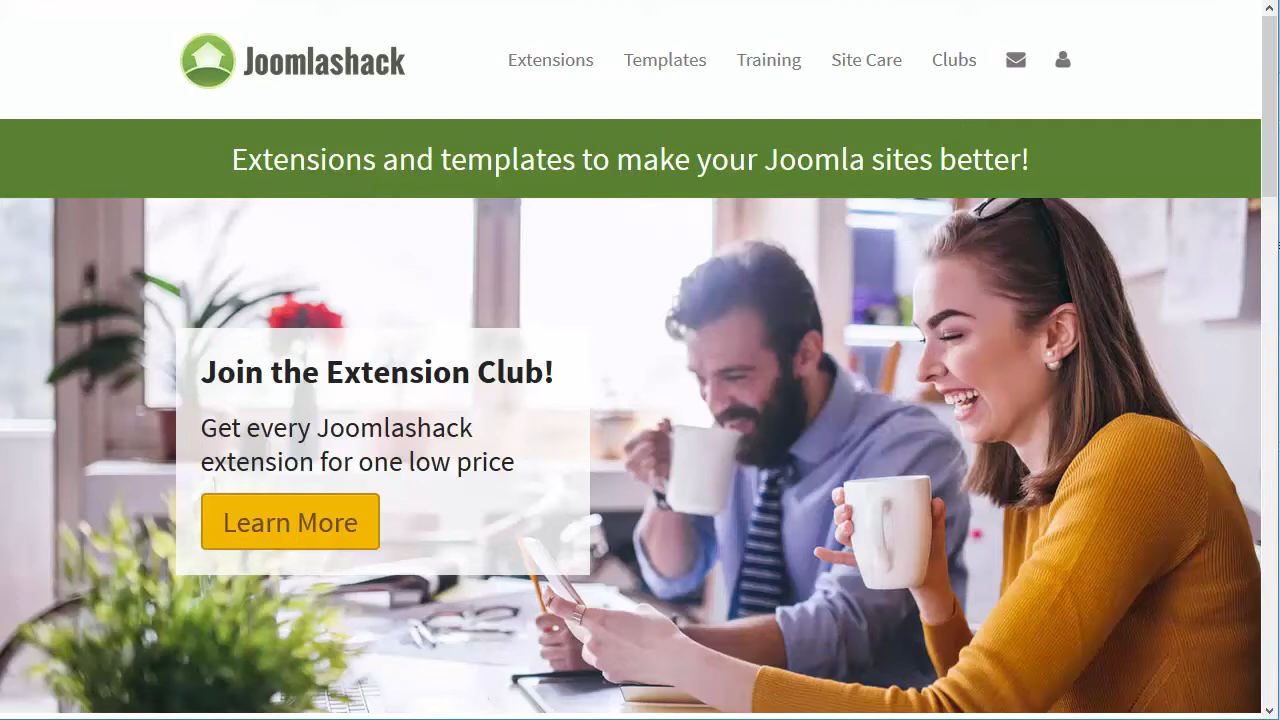 Joomlashack
Extensions Templates Training Site Care Clubs
Extensions and templates to make your Joomla sites better!
Join the Extension Club!
Get every Joomlashack
extension for one low price
Learn More